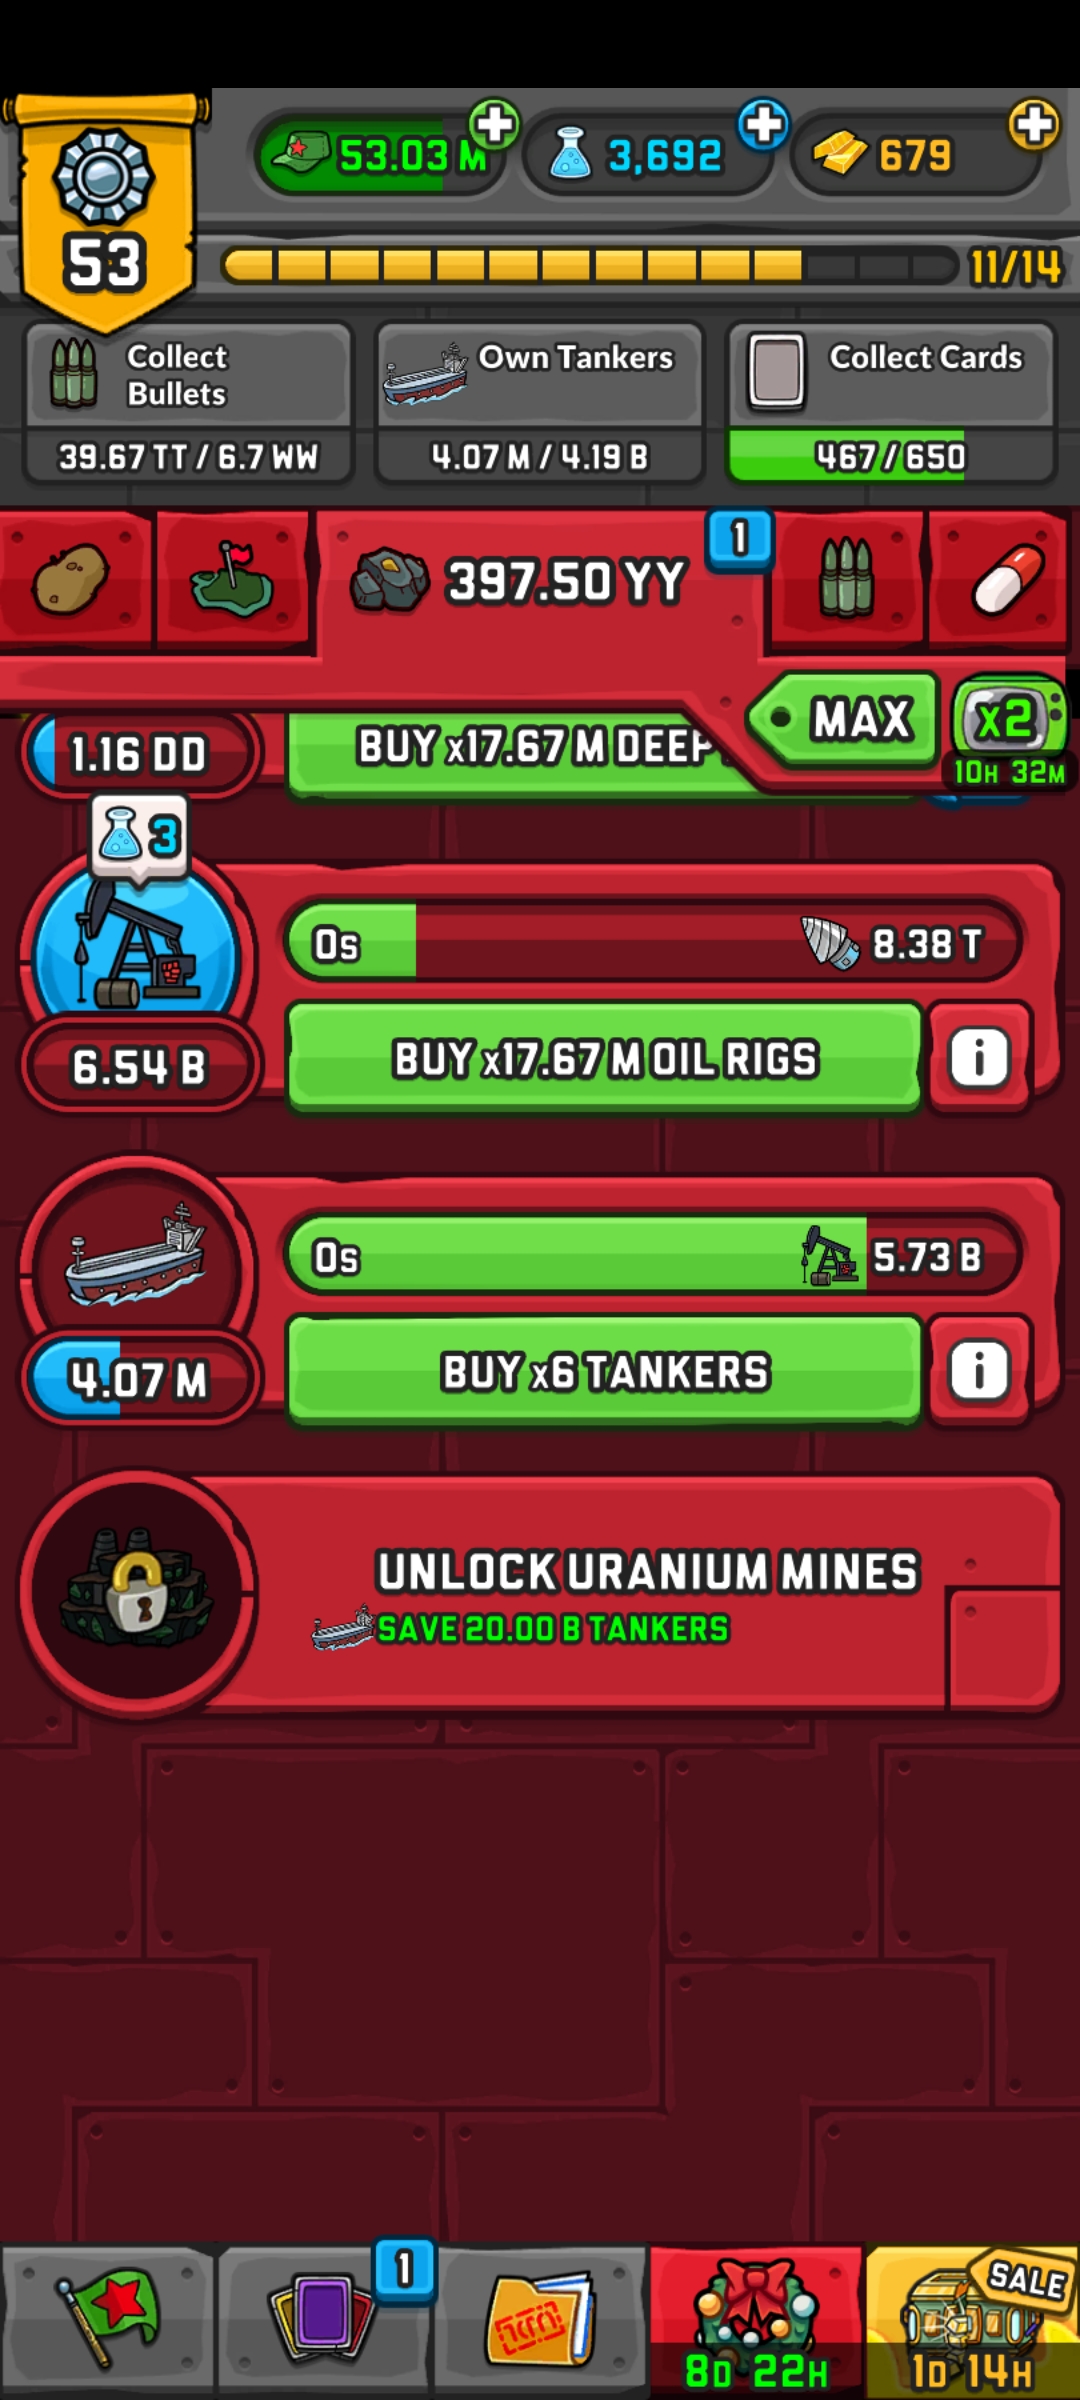 53.03 M
3,692
679
53
11/14
Collect
Bullets
39.67 TT / 6.7 WW
Own Tankers
4.07 M / 4.19 B
Collect Cards
467 / 650
397.50 YY
1
MAX
x2
10H 32M
1.16 DD
BUY x17.67 M DEEP
3
0s
8.38 T
6.54 B
BUY x17.67 M OIL RIGS
i
0s
5.73 B
4.07 M
BUY x6 TANKERS
i
UNLOCK URANIUM MINES
SAVE 20.00 B TANKERS
1
SALE
8D 22H
1D 14H